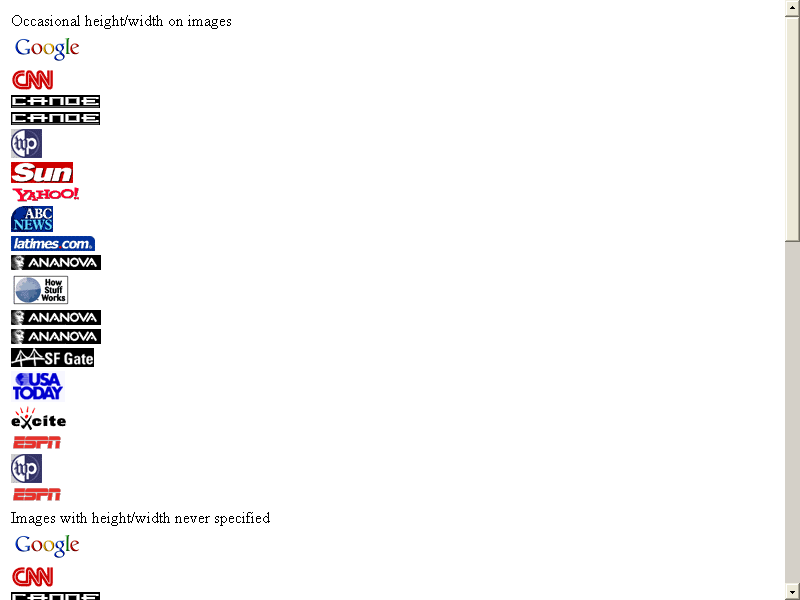 Occasional height/width on images
Google
CNN
CANOE
CANOE
wp
Sun
YAHOO!
ABC
NEWS
latimes.com
ANANOVA
How
Stuff
Works
ANANOVA
ANANOVA
SF Gate
USA
TODAY
excite
ESPN
wp
ESPN
Images with height/width never specified
Google
CNN
CANOE